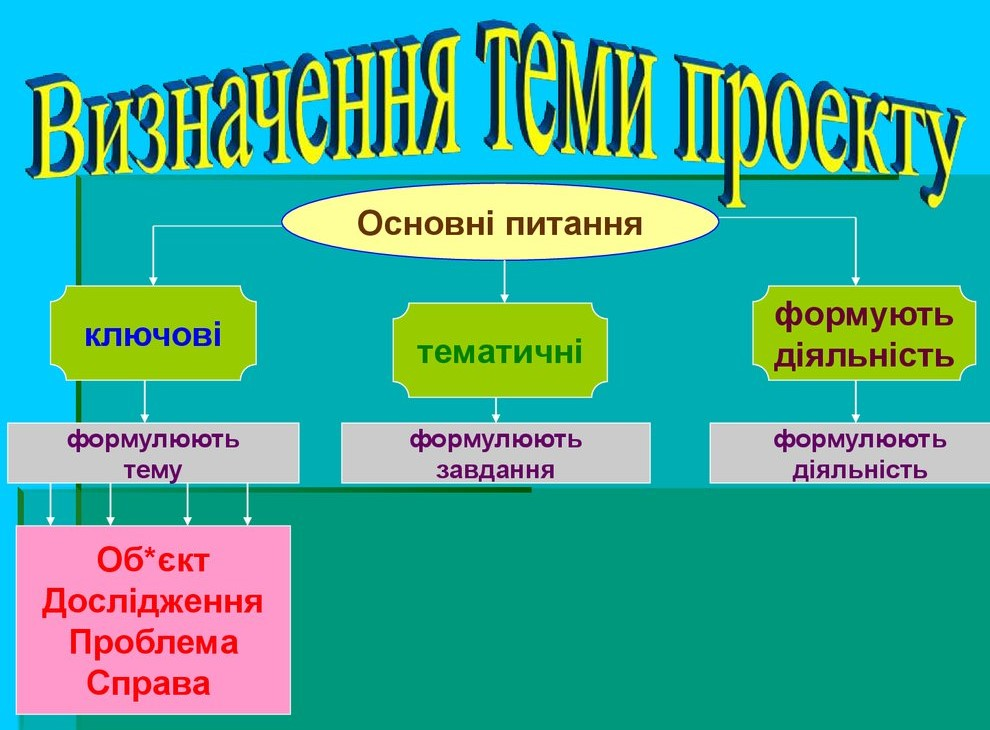 Визначення теми проекту
Основні питання
ключові
тематичні
формують
діяльність
формулюють
тему
формулюють
завдання
формулюють
діяльність
Об*єкт
Дослідження
Проблема
Справа